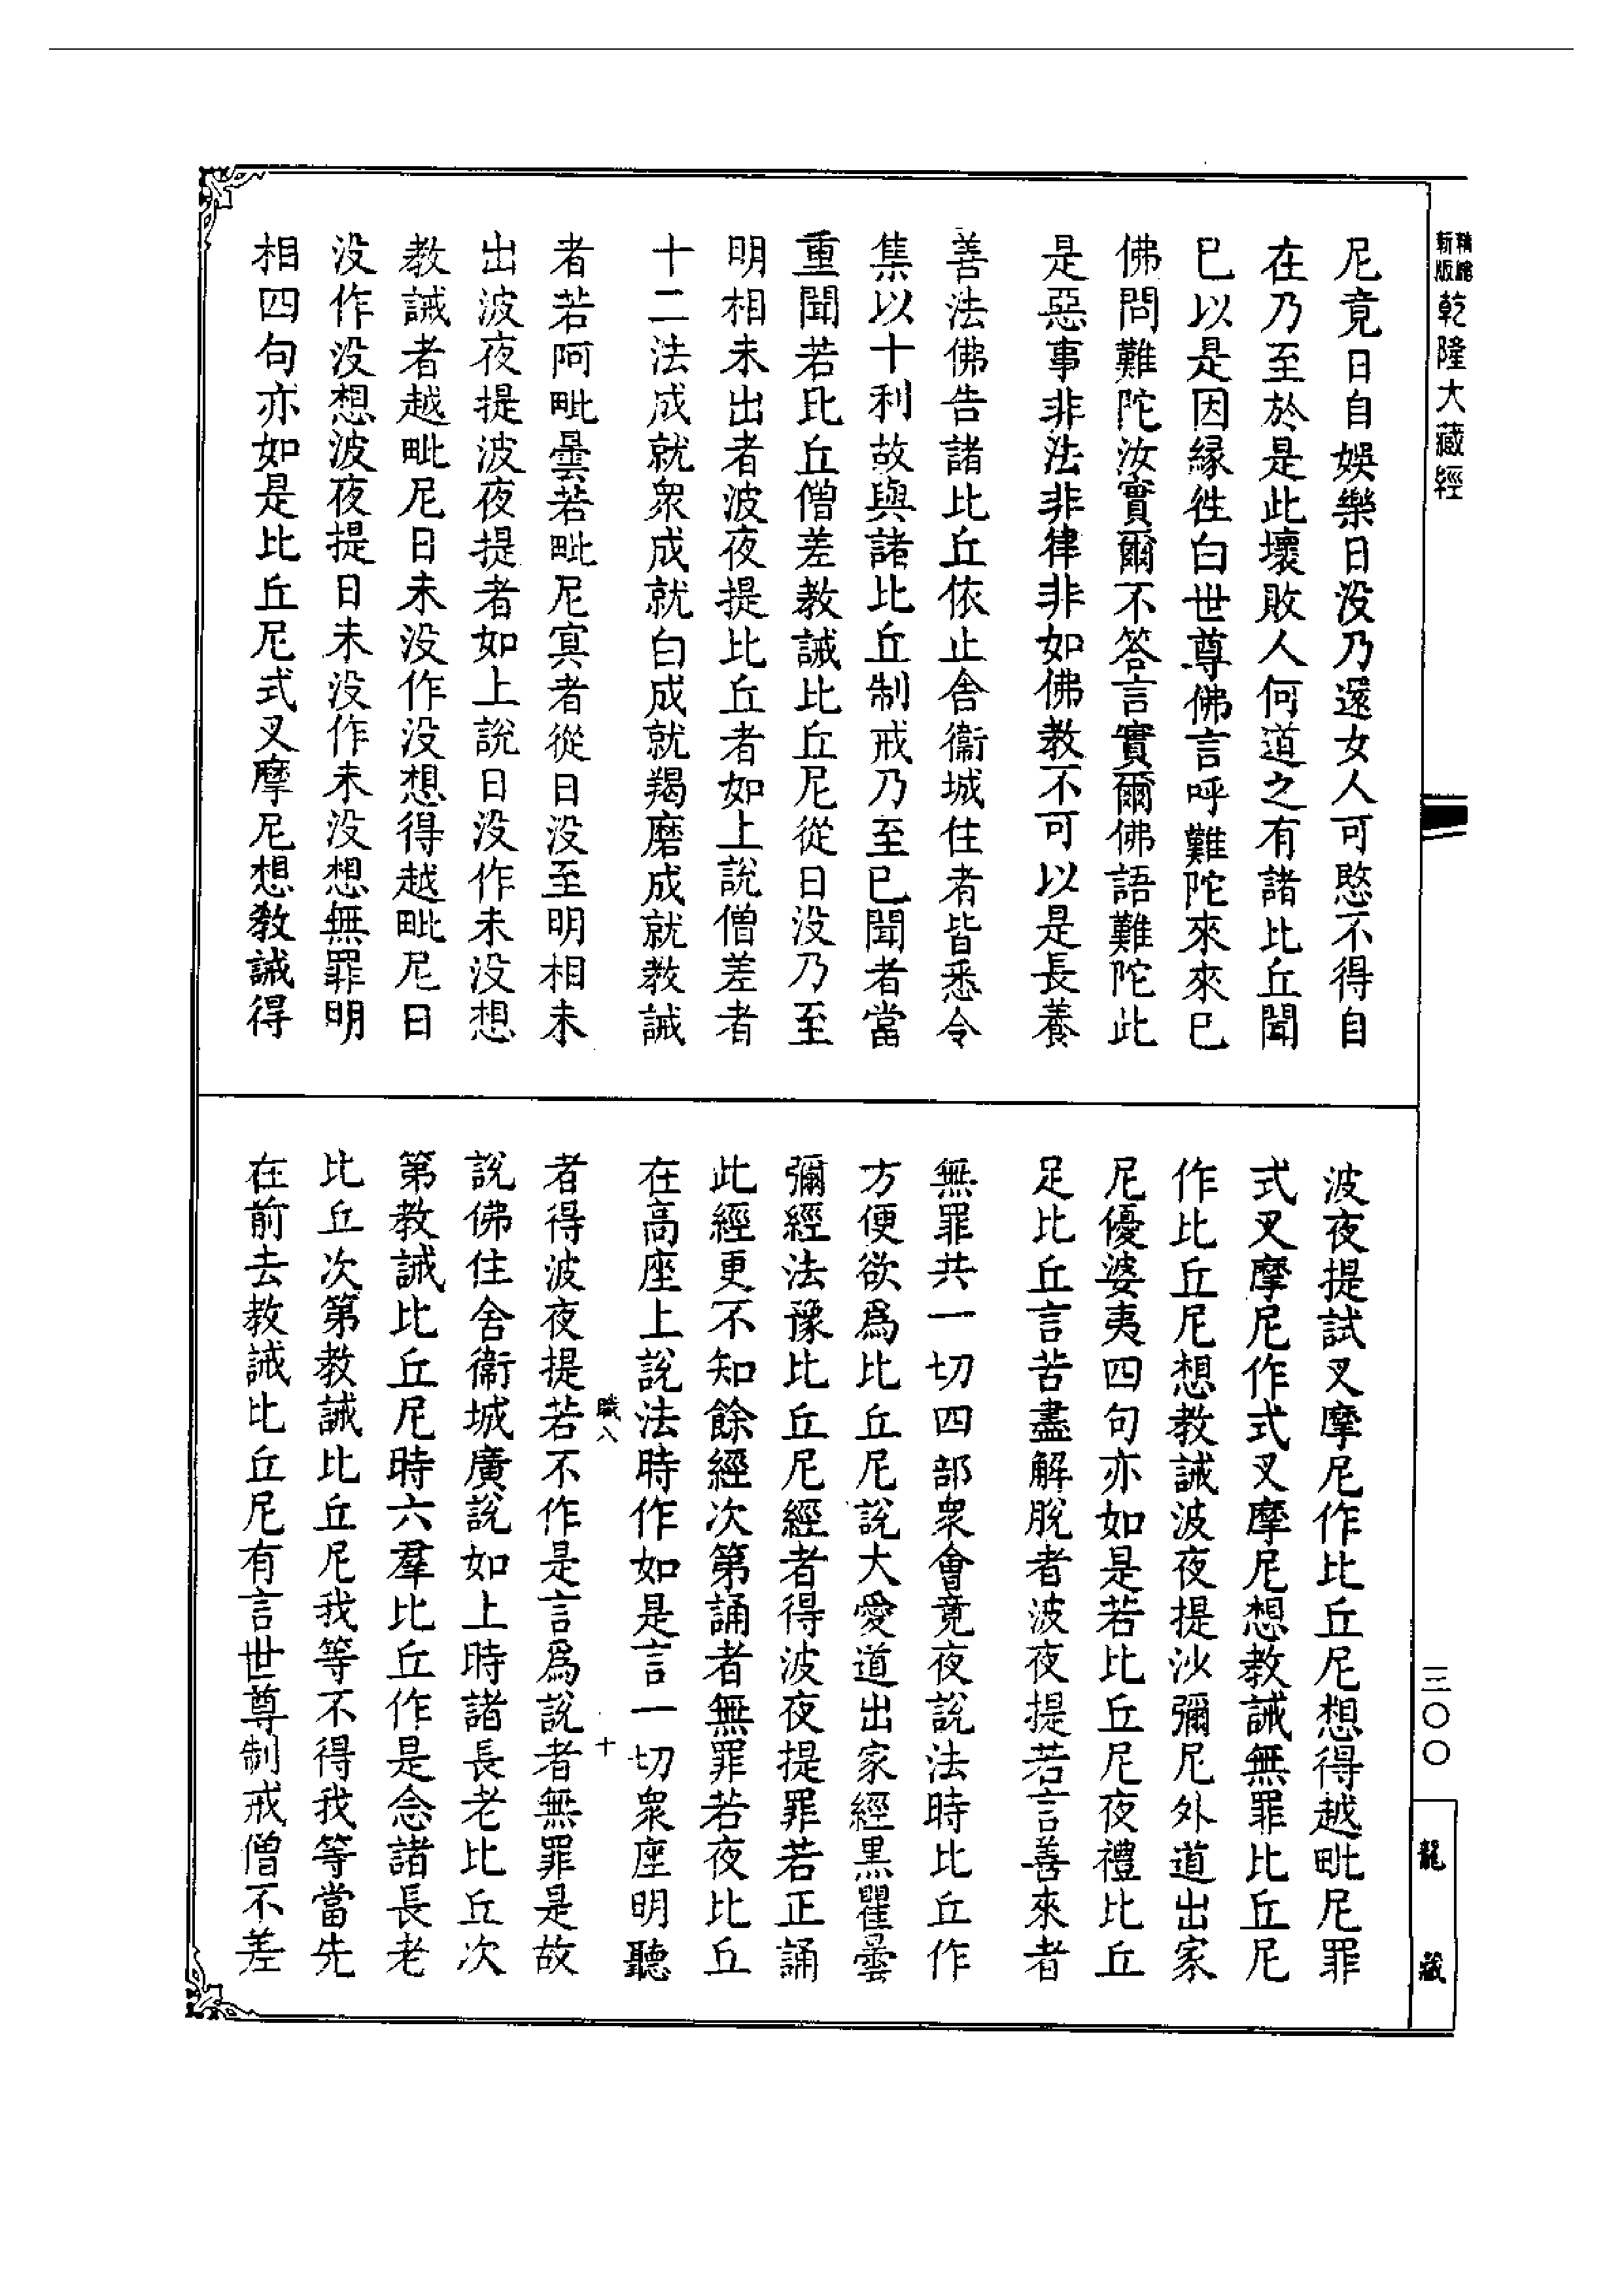 精縮新版乾隆大藏經
尼竟日自娛樂日没乃還女人可愍不得自
在乃至於是此壞敗人何道之有諸比丘聞
已以是因緣徃白世尊佛言呼難陀來來已
佛問難陀汝實爾不答言實爾佛語難陀此
是惡事非法非律非如佛教不可以是長養
善法佛告諸比丘依止舍衞城住者皆悉令
集以十利故與諸比丘制戒乃至已聞者當
重聞若比丘僧差教誡比丘尼從日没乃至
明相未出者波夜提比丘者如上說僧差者
十二法成就衆成就白成就羯磨成就教誡
者若阿毗曇若毗尼㝠者從日没至明相未
出波夜提波夜提者如上說日没作未没想
教誡者越毗尼日未没作没想得越毗尼日
没作没想波夜提日未没作未没想無罪明
相四句亦如是比丘尼式叉摩尼想教誡得
波夜提試叉摩尼作比丘尼想得越毗尼罪
式叉摩尼作式叉摩尼想教誡無罪比丘尼
作比丘尼想教誡波夜提沙彌尼外道出家
尼優婆夷四句亦如是若比丘尼夜禮比丘
足比丘言苦盡解脫者波夜提若言善來者
無罪共一切四部衆會竟夜說法時比丘作
方便欲爲比丘尼說大愛道出家經黒瞿曇
彌經法豫比丘尼經者得波夜提罪若正誦
此經更不知餘經次第誦者無罪若夜比丘
在高座上說法時作如是言一切衆座明聽
職八 十
者得波夜提若不作是言爲說者無罪是故
說佛住舍衞城廣說如上時諸長老比丘次
第教誡比丘尼時六羣比丘作是念諸長老
比丘次第教誡比丘尼我等不得我等當先
在前去教誡比丘尼有言世尊制戒僧不差
三〇〇
龍藏